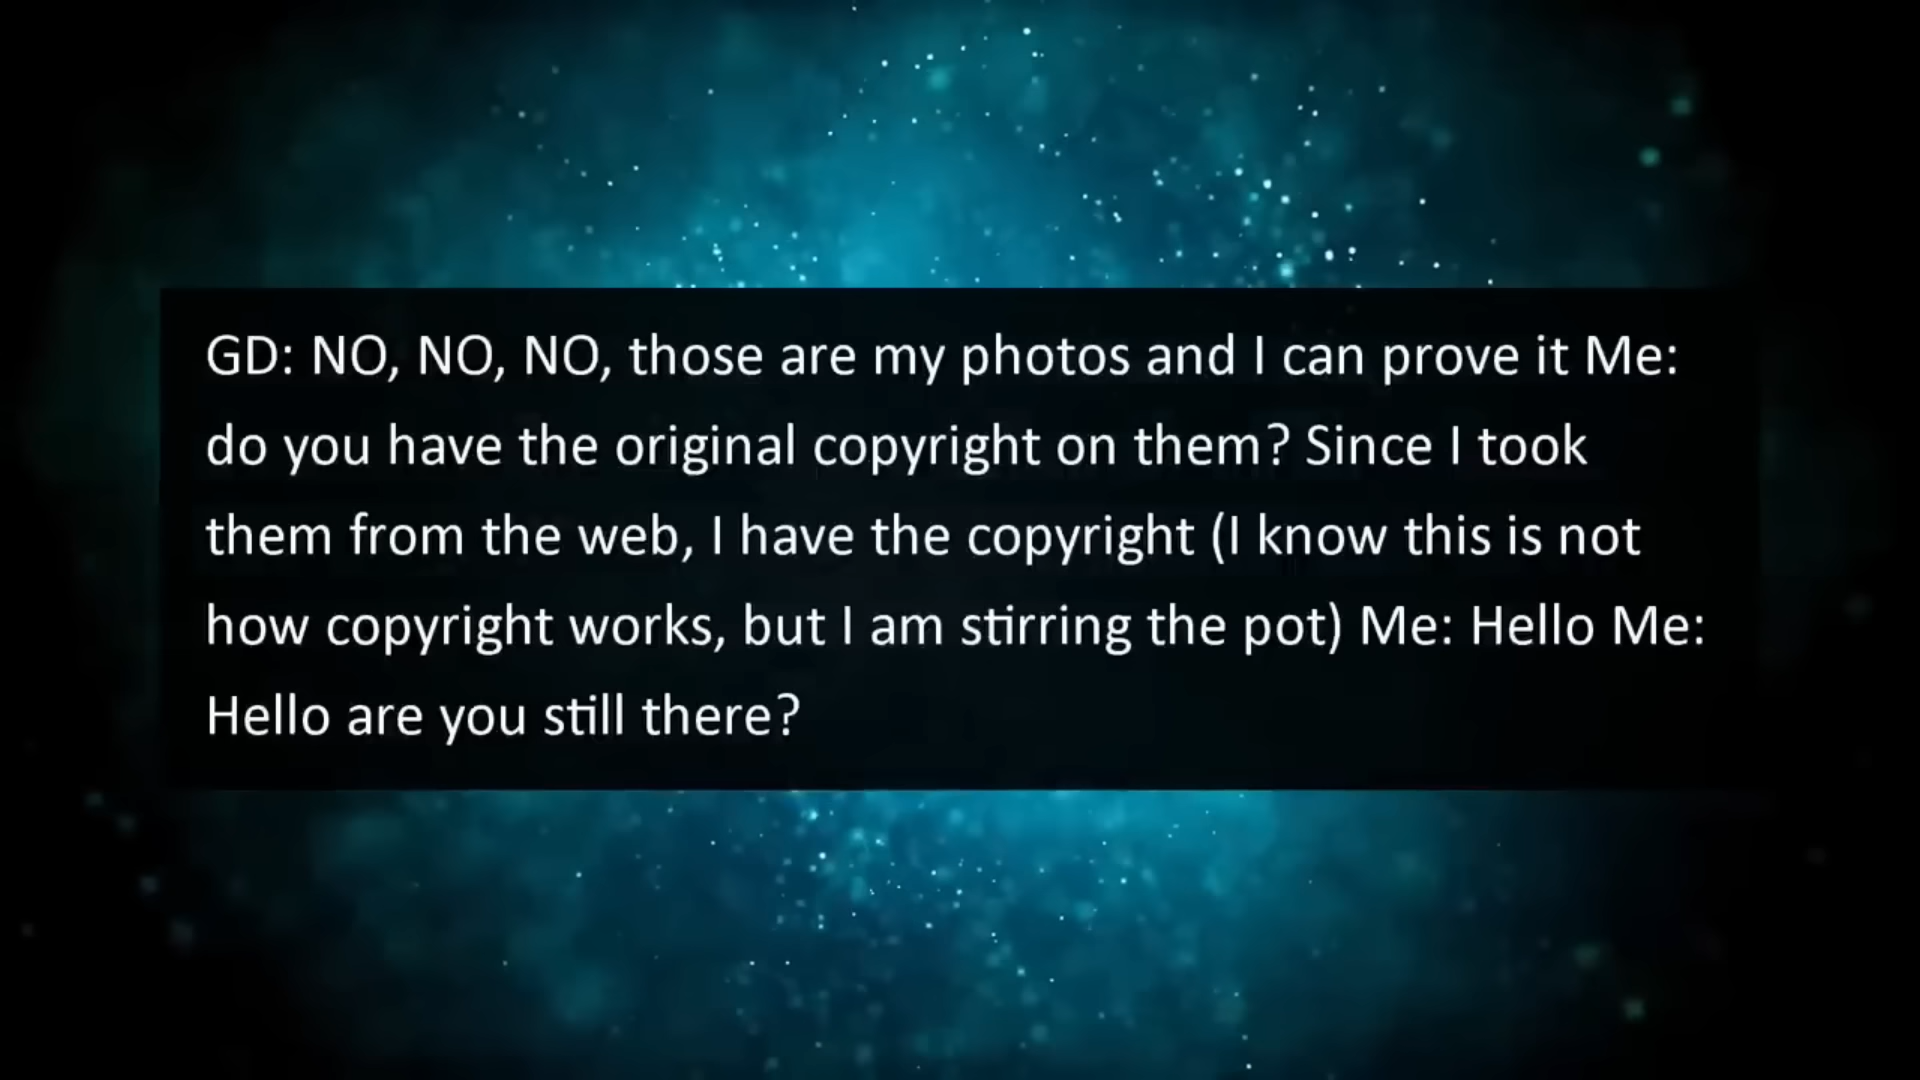 GD: NO, NO, NO, those are my photos and I can prove it Me:
do you have the original copyright on them? Since I took
them from the web, I have the copyright (I know this is not
how copyright works, but I am stirring the pot) Me: Hello Me:
Hello are you still there?